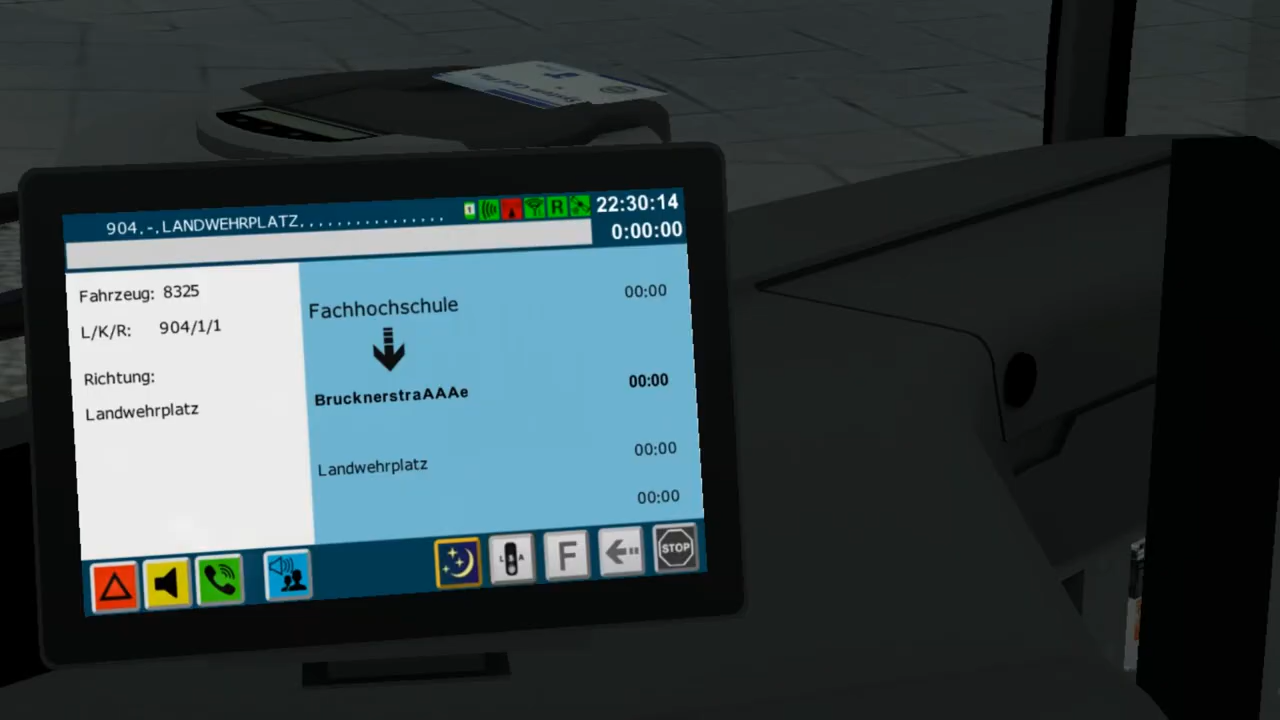 904.-.LANDWEHRPLATZ................
1
R
22:30:14
0:00:00
Fahrzeug: 8325
L/K/R: 904/1/1
Richtung:
Landwehrplatz
Fachhochschule 00:00
BrucknerstraAAAe 00:00
Landwehrplatz 00:00
00:00
L A
F
STOP